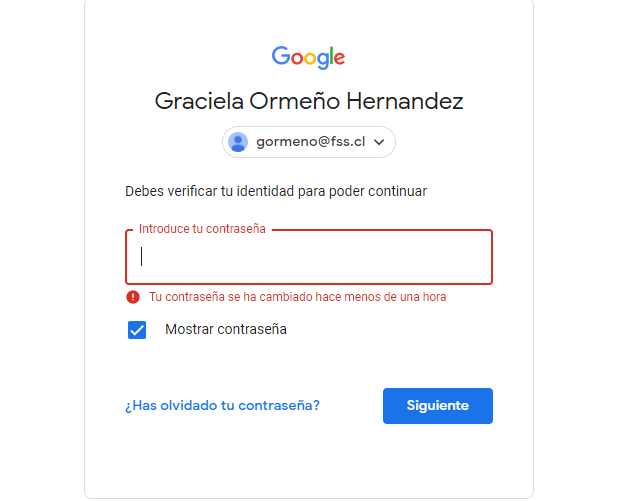 Google
Graciela Ormeño Hernandez
gormeno@fss.cl
Debes verificar tu identidad para poder continuar
Introduce tu contraseña
Tu contraseña se ha cambiado hace menos de una hora
Mostrar contraseña
¿Has olvidado tu contraseña?
Siguiente